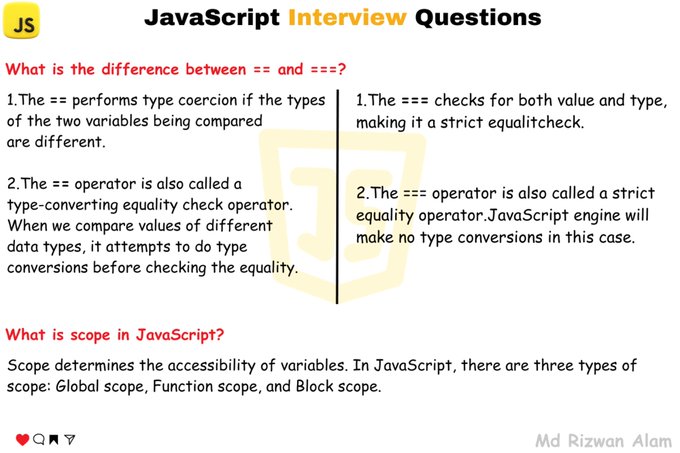 JS
JavaScript Interview Questions
What is the difference between == and ===?
1.The == performs type coercion if the types
of the two variables being compared
are different.
2.The == operator is also called a
type-converting equality check operator.
When we compare values of different
data types, it attempts to do type
conversions before checking the equality.
1.The === checks for both value and type,
making it a strict equalitcheck.
2.The === operator is also called a strict
equality operator.JavaScript engine will
make no type conversions in this case.
JS
What is scope in JavaScript?
Scope determines the accessibility of variables. In JavaScript, there are three types of
scope: Global scope, Function scope, and Block scope.
Md Rizwan Alam